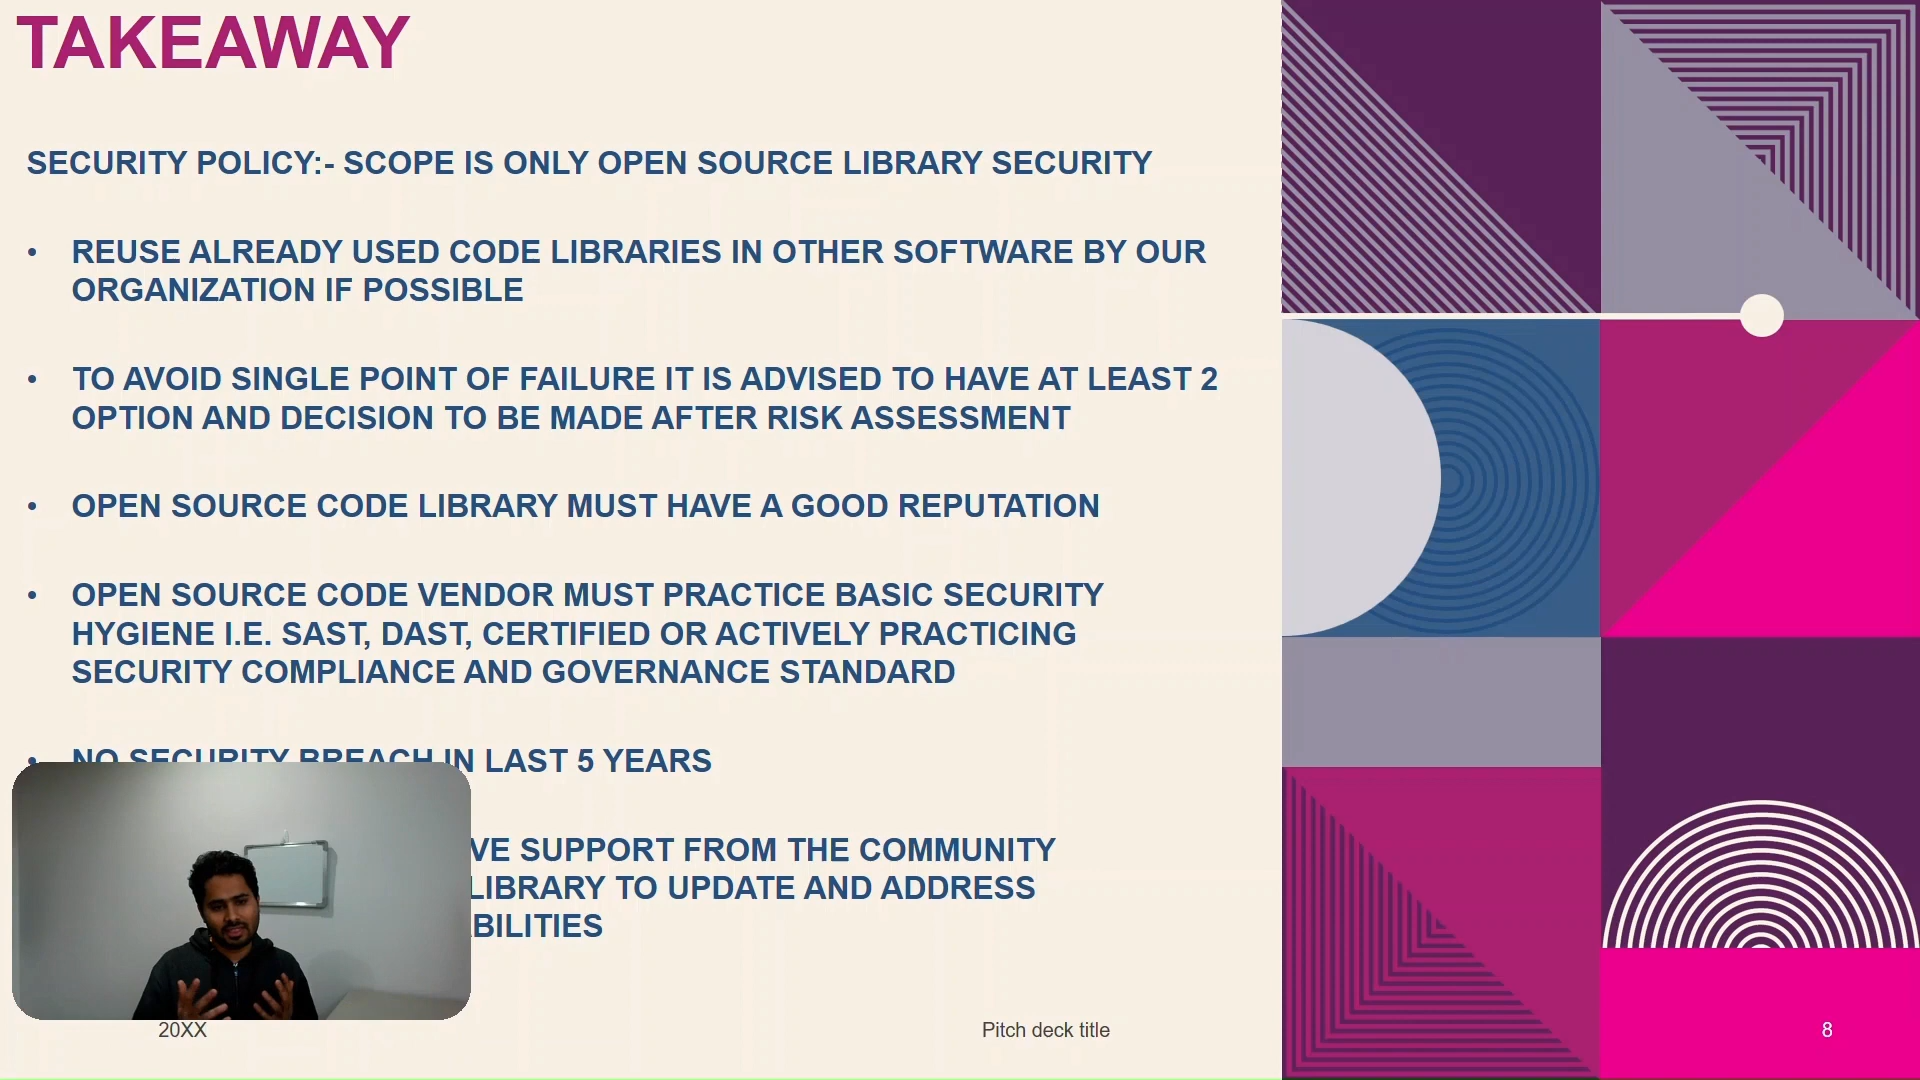 TAKEAWAY
SECURITY POLICY:- SCOPE IS ONLY OPEN SOURCE LIBRARY SECURITY
• REUSE ALREADY USED CODE LIBRARIES IN OTHER SOFTWARE BY OUR
ORGANIZATION IF POSSIBLE
• TO AVOID SINGLE POINT OF FAILURE IT IS ADVISED TO HAVE AT LEAST 2
OPTION AND DECISION TO BE MADE AFTER RISK ASSESSMENT
• OPEN SOURCE CODE LIBRARY MUST HAVE A GOOD REPUTATION
• OPEN SOURCE CODE VENDOR MUST PRACTICE BASIC SECURITY
HYGIENE I.E. SAST, DAST, CERTIFIED OR ACTIVELY PRACTICING
SECURITY COMPLIANCE AND GOVERNANCE STANDARD
• NO SECURITY BREACH IN LAST 5 YEARS
SUPPORT FROM THE COMMUNITY
LIBRARY TO UPDATE AND ADDRESS
20XX
Pitch deck title
8